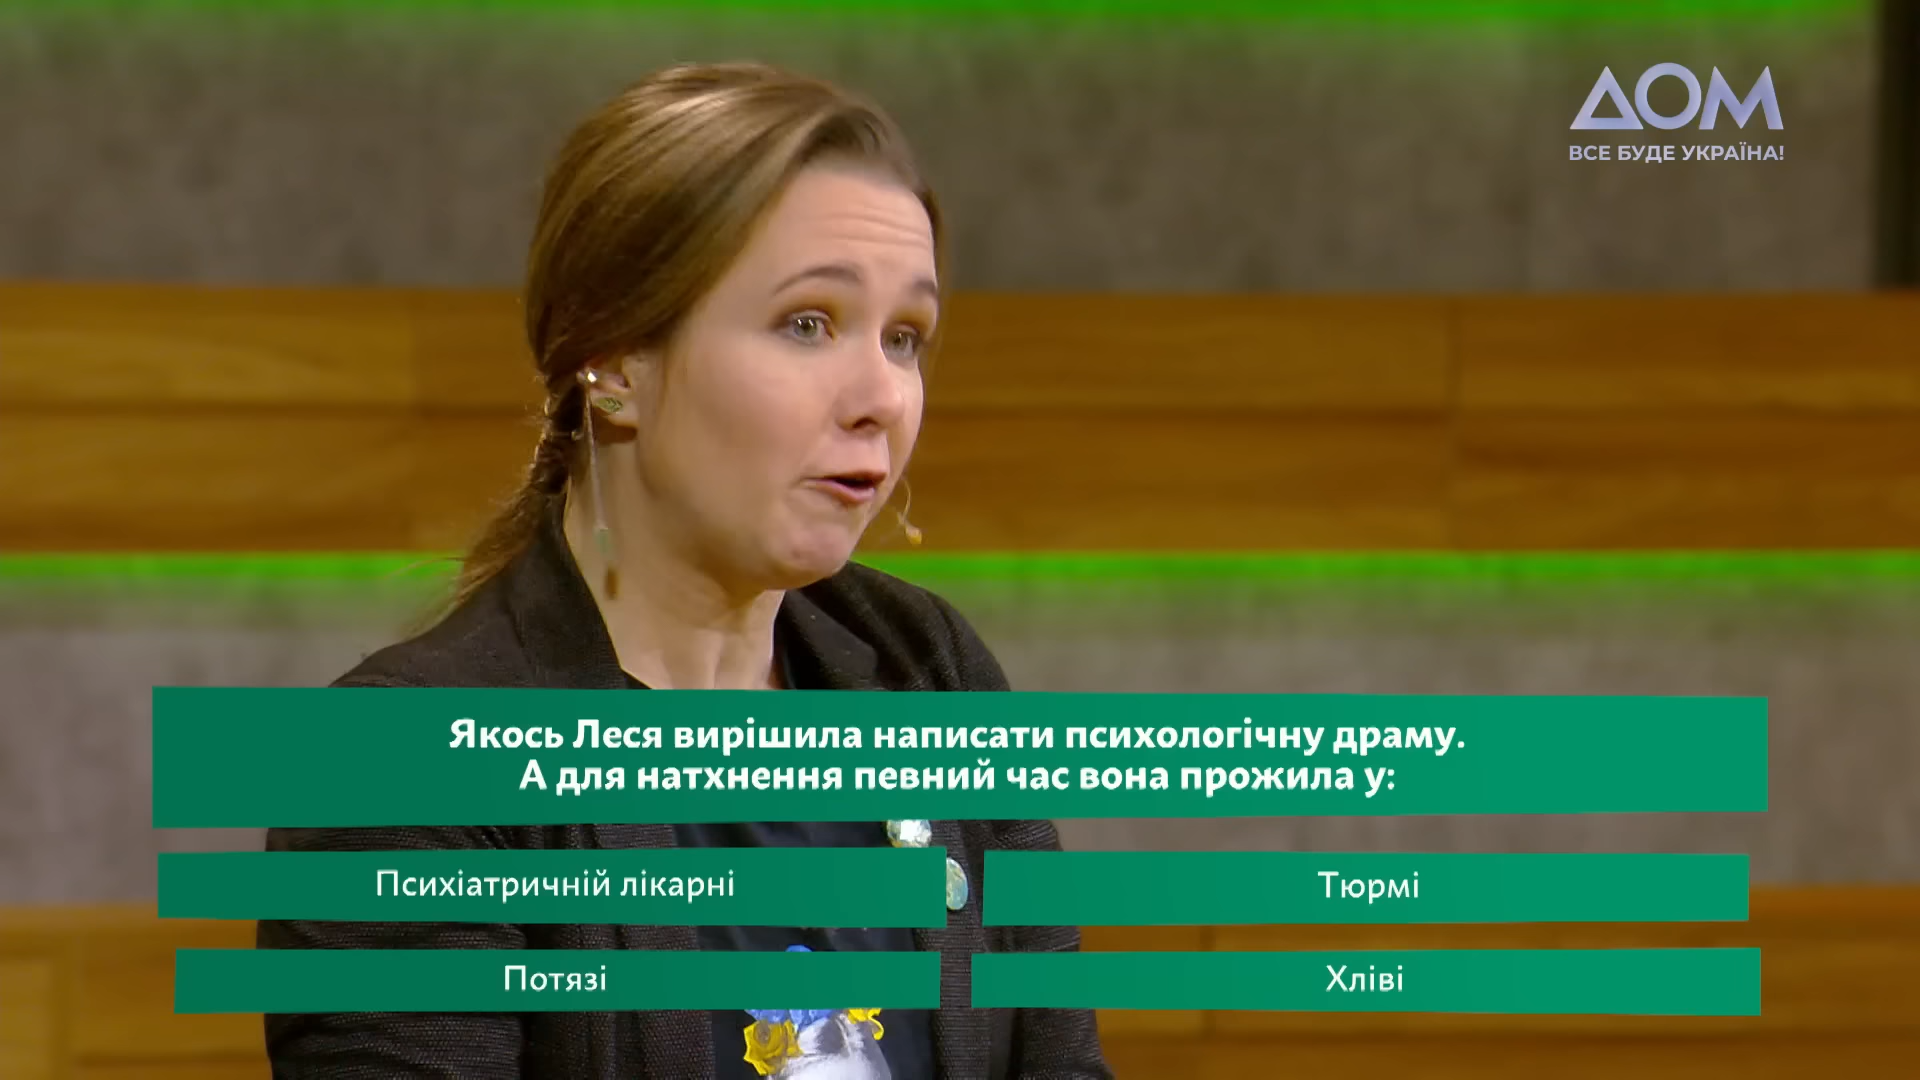 ДОМ
ВСЕ БУДЕ УКРАЇНА!
Якось Леся вирішила написати психологічну драму.
А для натхнення певний час вона прожила у:
Психіатричній лікарні
Тюрмі
Потязі
Хліві